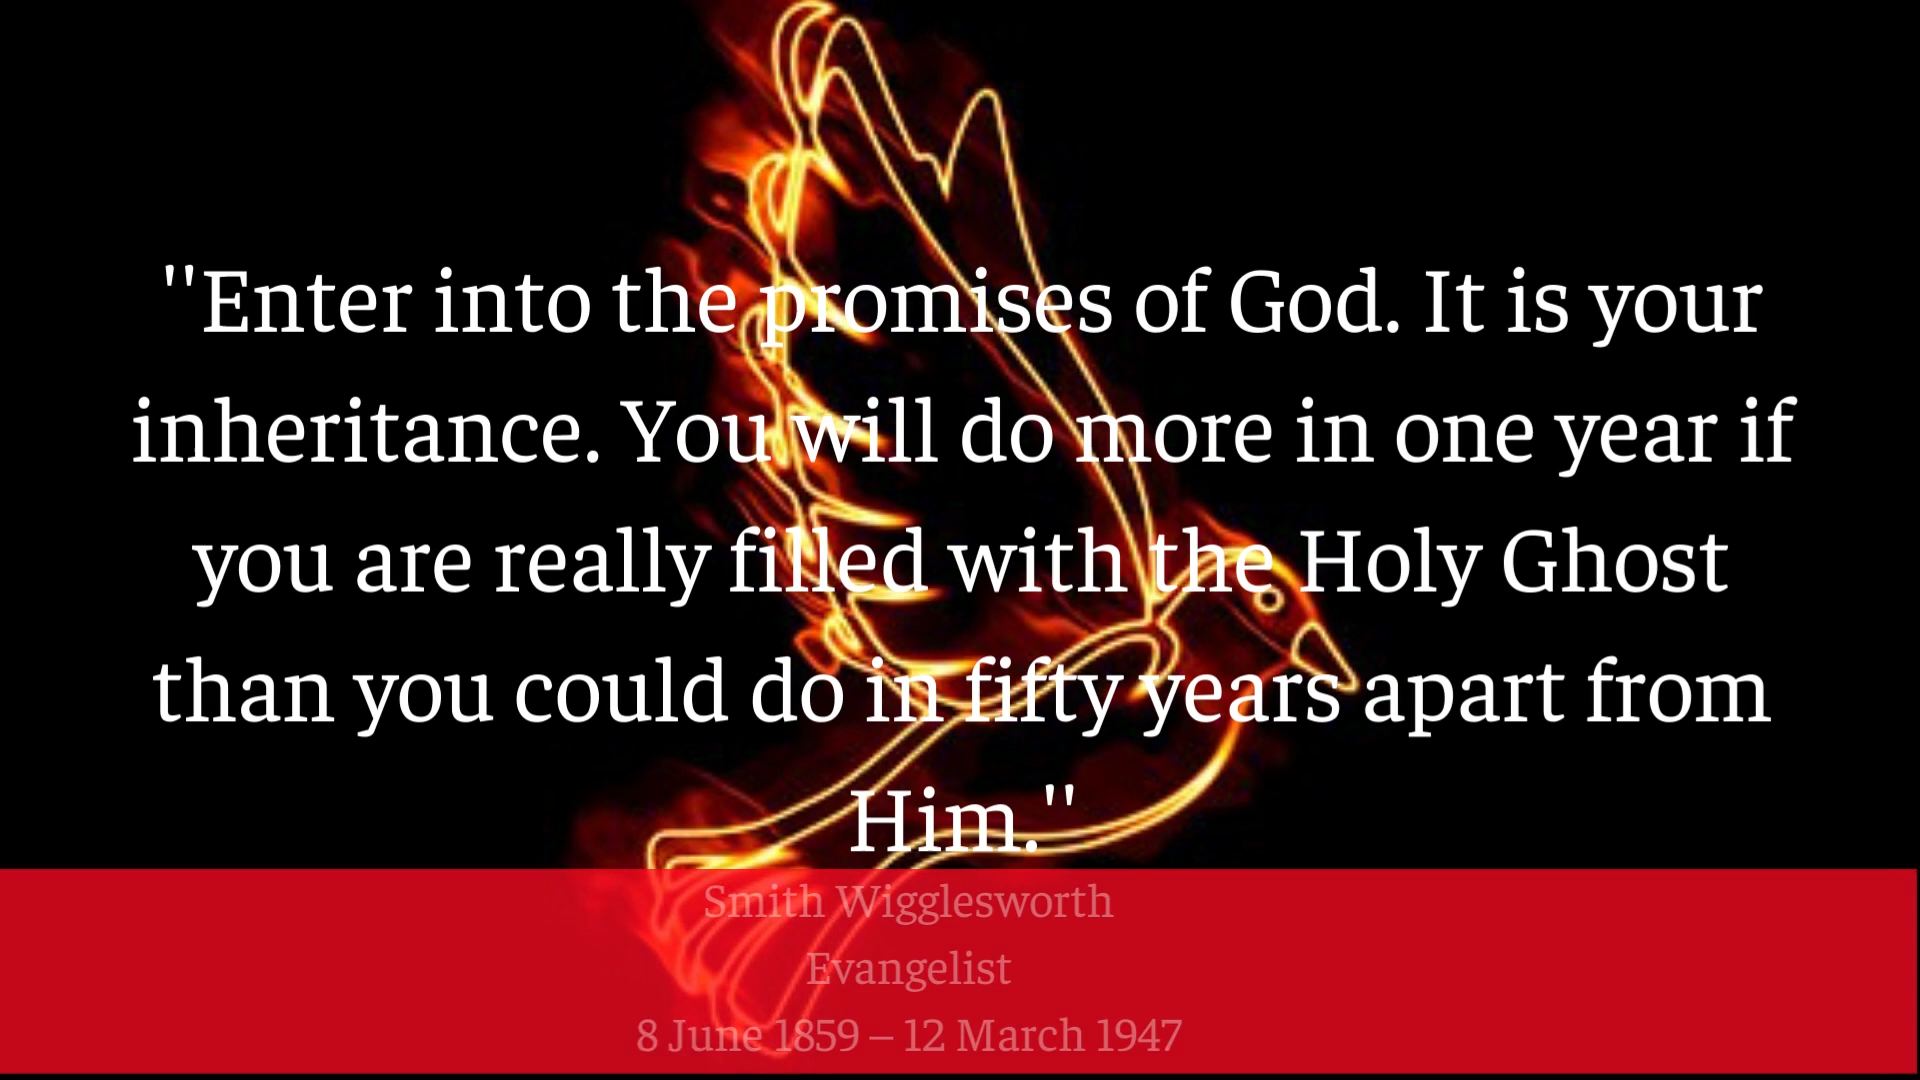 "Enter into the promises of God. It is your
inheritance. You will do more in one year if
you are really filled with the Holy Ghost
than you could do in fifty years apart from
Him."
Smith Wigglesworth
Evangelist
8 June 1859 – 12 March 1947